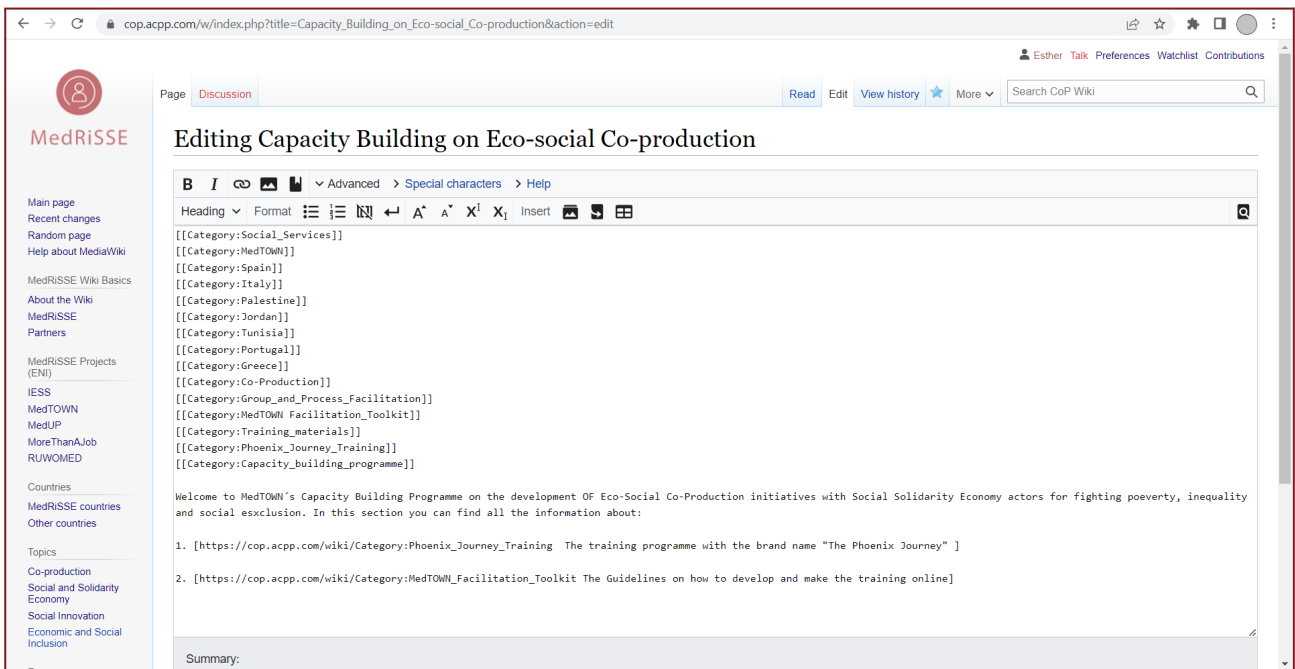 cop.acpp.com/w/index.php?title=Capacity_Building_on_Eco-social_Co-production&action=edit
Esther Talk Preferences Watchlist Contributions
MedRiSSE
Page Discussion Read Edit View history More Search CoP Wiki
Editing Capacity Building on Eco-social Co-production
B I Advanced Special characters Help
Heading Format A A X X Insert
Main page
Recent changes
Random page
Help about MediaWiki
MedRiSSE Wiki Basics
About the Wiki
MedRiSSE
Partners
MedRiSSE Projects
(ENI)
IESS
MedTOWN
MedUP
MoreThanAJob
RUWOMED
Countries
MedRiSSE countries
Other countries
Topics
Co-production
Social and Solidarity
Economy
Social Innovation
Economic and Social
Inclusion
[[Category:Social_Services]]
[[Category:MedTOWN]]
[[Category:Spain]]
[[Category:Italy]]
[[Category:Palestine]]
[[Category:Jordan]]
[[Category:Tunisia]]
[[Category:Portugal]]
[[Category:Greece]]
[[Category:Co-Production]]
[[Category:Group_and_Process_Facilitation]]
[[Category:MedTOWN Facilitation_Toolkit]]
[[Category:Training_materials]]
[[Category:Phoenix_Journey_Training]]
[[Category:Capacity_building_programme]]
Welcome to MedTOWN´s Capacity Building Programme on the development OF Eco-Social Co-Production initiatives with Social Solidarity Economy actors for fighting poeverty, inequality
and social esxclusion. In this section you can find all the information about:
1. [https://cop.acpp.com/wiki/Category:Phoenix_Journey_Training  The training programme with the brand name "The Phoenix Journey" ]
2. [https://cop.acpp.com/wiki/Category:MedTOWN_Facilitation_Toolkit The Guidelines on how to develop and make the training online]
Summary: